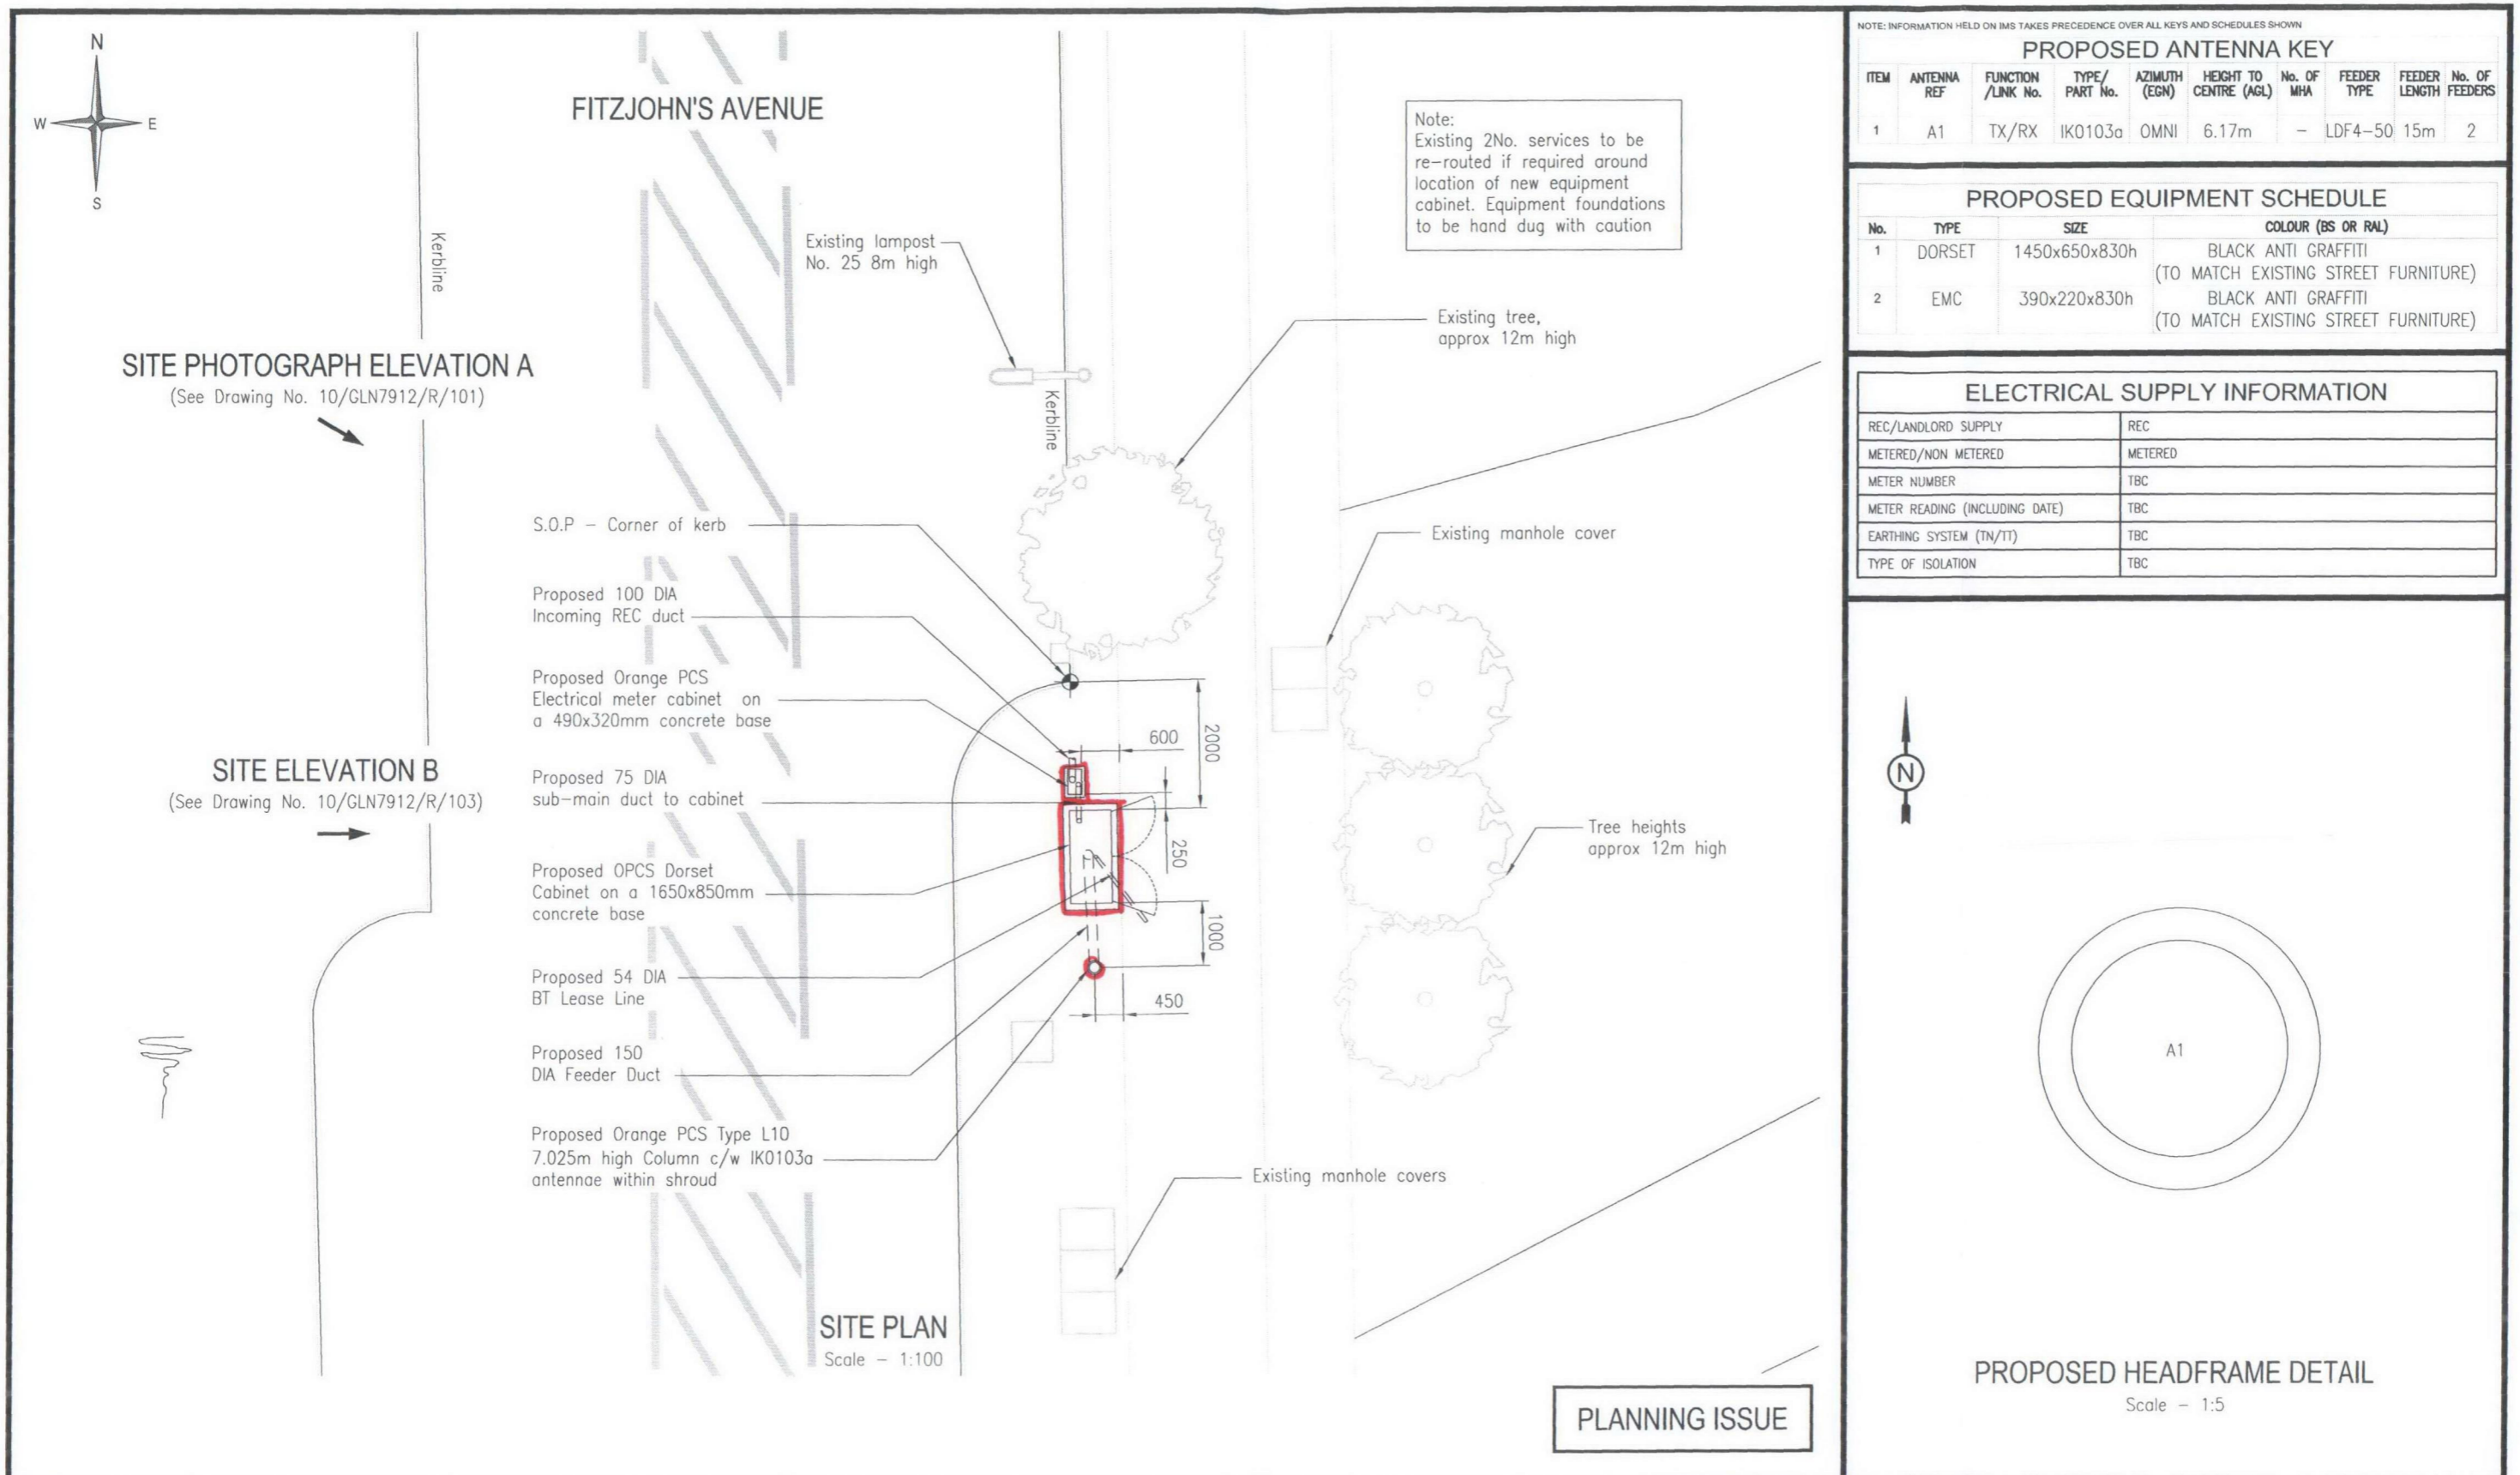 N
W
E
S
FITZJOHN'S AVENUE
Kerbline
SITE PHOTOGRAPH ELEVATION A
(See Drawing No. 10/GLN7912/R/101)
SITE ELEVATION B
(See Drawing No. 10/GLN7912/R/103)
Existing lampost
No. 25 8m high
Kerbline
Note:
Existing 2No. services to be
re-routed if required around
location of new equipment
cabinet. Equipment foundations
to be hand dug with caution
Existing tree,
approx 12m high
S.O.P - Corner of kerb
Existing manhole cover
Proposed 100 DIA
Incoming REC duct
Proposed Orange PCS
Electrical meter cabinet on
a 490x320mm concrete base
600
2000
Proposed 75 DIA
sub-main duct to cabinet
250
Tree heights
approx 12m high
Proposed OPCS Dorset
Cabinet on a 1650x850mm
concrete base
1000
Proposed 54 DIA
BT Lease Line
450
Proposed 150
DIA Feeder Duct
Proposed Orange PCS Type L10
7.025m high Column c/w IK0103a
antennae within shroud
Existing manhole covers
SITE PLAN
Scale - 1:100
PLANNING ISSUE
NOTE: INFORMATION HELD ON IMS TAKES PRECEDENCE OVER ALL KEYS AND SCHEDULES SHOWN
PROPOSED ANTENNA KEY
ITEM ANTENNA REF FUNCTION /LINK No. TYPE/ PART No. AZIMUTH (EGN) HEIGHT TO CENTRE (AGL) No. OF MHA FEEDER TYPE FEEDER LENGTH No. OF FEEDERS
1 A1 TX/RX IK0103a OMNI 6.17m - LDF4-50 15m 2
PROPOSED EQUIPMENT SCHEDULE
No. TYPE SIZE COLOUR (BS OR RAL)
1 DORSET 1450x650x830h BLACK ANTI GRAFFITI
(TO MATCH EXISTING STREET FURNITURE)
2 EMC 390x220x830h BLACK ANTI GRAFFITI
(TO MATCH EXISTING STREET FURNITURE)
ELECTRICAL SUPPLY INFORMATION
REC/LANDLORD SUPPLY REC
METERED/NON METERED METERED
METER NUMBER TBC
METER READING (INCLUDING DATE) TBC
EARTHING SYSTEM (TN/TT) TBC
TYPE OF ISOLATION TBC
N
A1
PROPOSED HEADFRAME DETAIL
Scale - 1:5